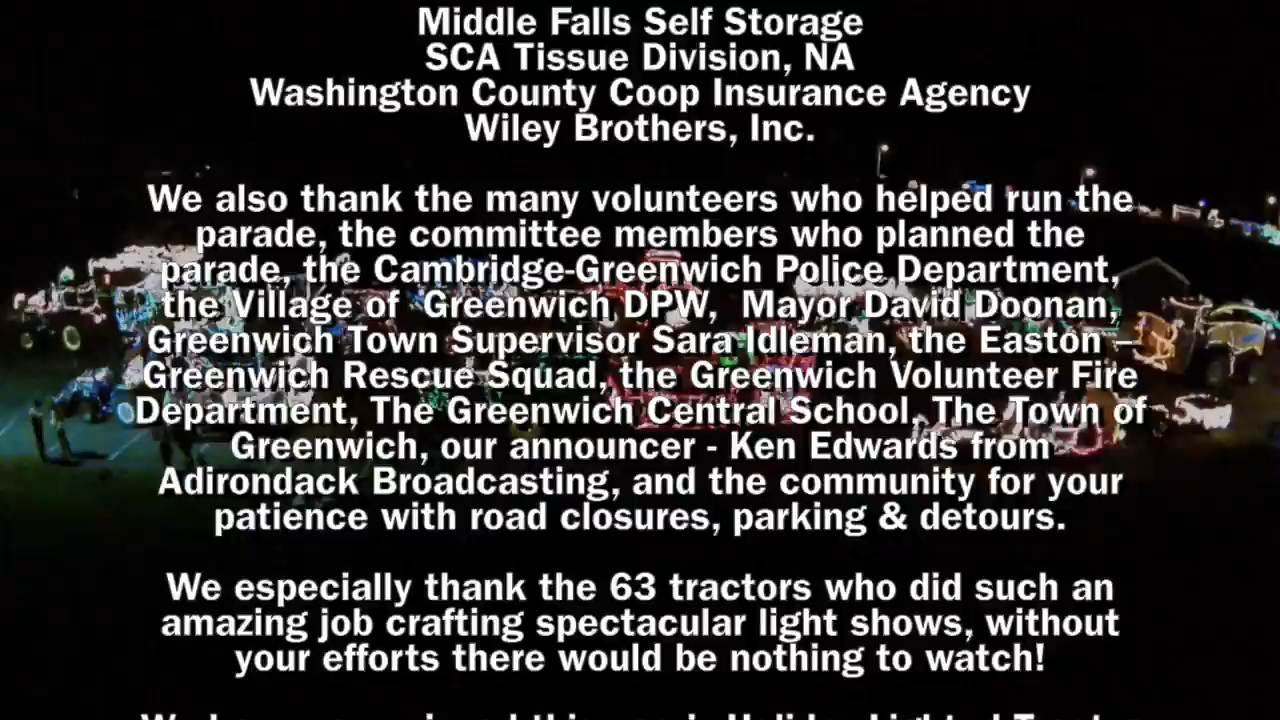 Middle Falls Self Storage
SCA Tissue Division, NA
Washington County Coop Insurance Agency
Wiley Brothers, Inc.
We also thank the many volunteers who helped run the
parade, the committee members who planned the
parade, the Cambridge-Greenwich Police Department,
the Village of  Greenwich DPW,  Mayor David Doonan,
Greenwich Town Supervisor Sara Idleman, the Easton –
Greenwich Rescue Squad, the Greenwich Volunteer Fire
Department, The Greenwich Central School, The Town of
Greenwich, our announcer - Ken Edwards from
Adirondack Broadcasting, and the community for your
patience with road closures, parking & detours.
We especially thank the 63 tractors who did such an
amazing job crafting spectacular light shows, without
your efforts there would be nothing to watch!